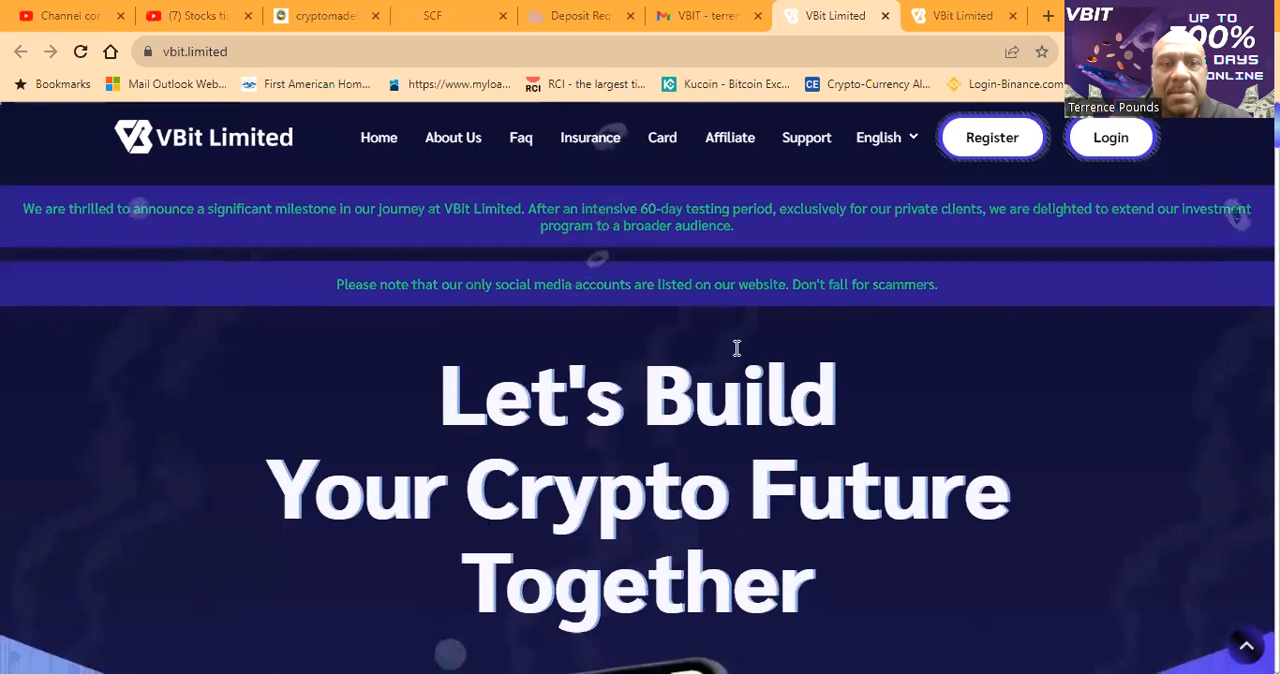 Channel con
(7) Stocks ti
cryptomade
SCF
Deposit Req
VBIT - terrer
VBit Limited
VBit Limited
vbit.limited
Bookmarks
Mail Outlook Web...
First American Hom...
https://www.myloa...
RCI
RCI - the largest ti...
Kucoin - Bitcoin Exc...
CE
Crypto-Currency Al...
Login-Binance.com
VBIT
UP TO
300%
DAYS
ONLINE
Terrence Pounds
VBit Limited
Home
About Us
Faq
Insurance
Card
Affiliate
Support
English
Register
Login
We are thrilled to announce a significant milestone in our journey at VBit Limited. After an intensive 60-day testing period, exclusively for our private clients, we are delighted to extend our investment
program to a broader audience.
Please note that our only social media accounts are listed on our website. Don't fall for scammers.
Let's Build
Your Crypto Future
Together